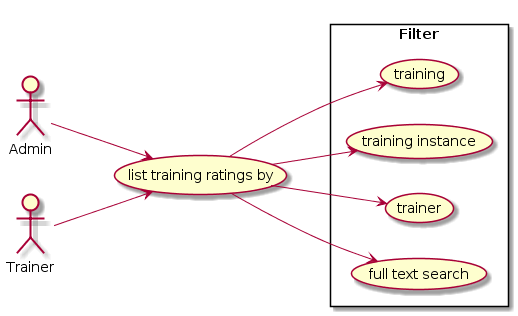 Filter
training
training instance
Admin
list training ratings by
trainer
Trainer
full text search